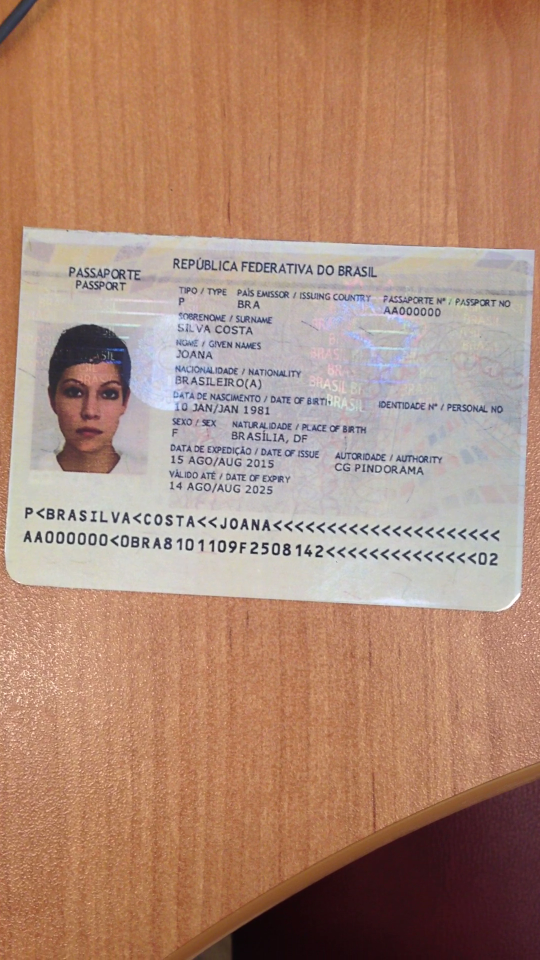 REPÚBLICA FEDERATIVA DO BRASIL
PASSAPORTE
PASSPORT
TIPO / TYPE PAÍS EMISSOR / ISSUING COUNTRY PASSAPORTE Nº / PASSPORT NO
P BRA AA000000
SOBRENOME / SURNAME
SILVA COSTA
NOME / GIVEN NAMES
JOANA
NACIONALIDADE / NATIONALITY
BRASILEIRO(A)
DATA DE NASCIMENTO / DATE OF BIRTH IDENTIDADE Nº / PERSONAL NO
10 JAN/JAN 1981
SEXO / SEX NATURALIDADE / PLACE OF BIRTH
F BRASÍLIA, DF
DATA DE EXPEDIÇÃO / DATE OF ISSUE AUTORIDADE / AUTHORITY
15 AGO/AUG 2015 CG PINDORAMA
VÁLIDO ATÉ / DATE OF EXPIRY
14 AGO/AUG 2025
P<BRASILVA<COSTA<<JOANA<<<<<<<<<<<<<<<<<<<<<
AA000000<0BRA8101109F2508142<<<<<<<<<<<<<<02